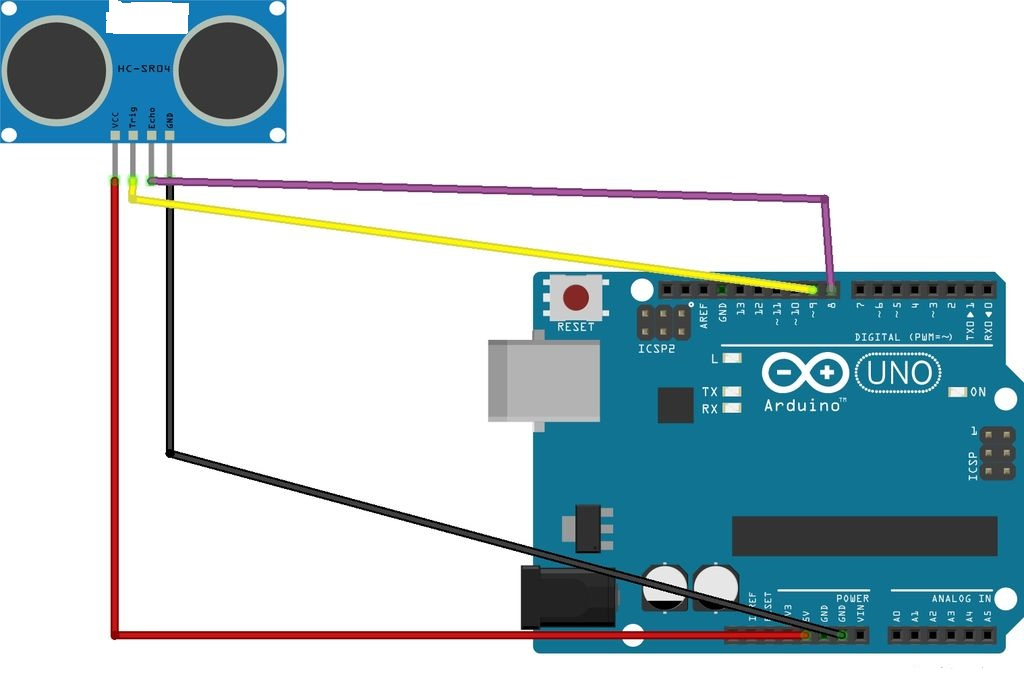 HC-SR04
VCC
Trig
Echo
GND
RESET
ICSP2
AREF
GND
13
12
~11
~10
~9
8
7
~6
~5
4
~3
2
TX0▶1
RX0◀0
DIGITAL (PWM=~)
L
TX
RX
UNO
ON
Arduino™
1
ICSP
POWER
ANALOG IN
5V
GND
GND
VIN
A0
A1
A2
A3
A4
A5